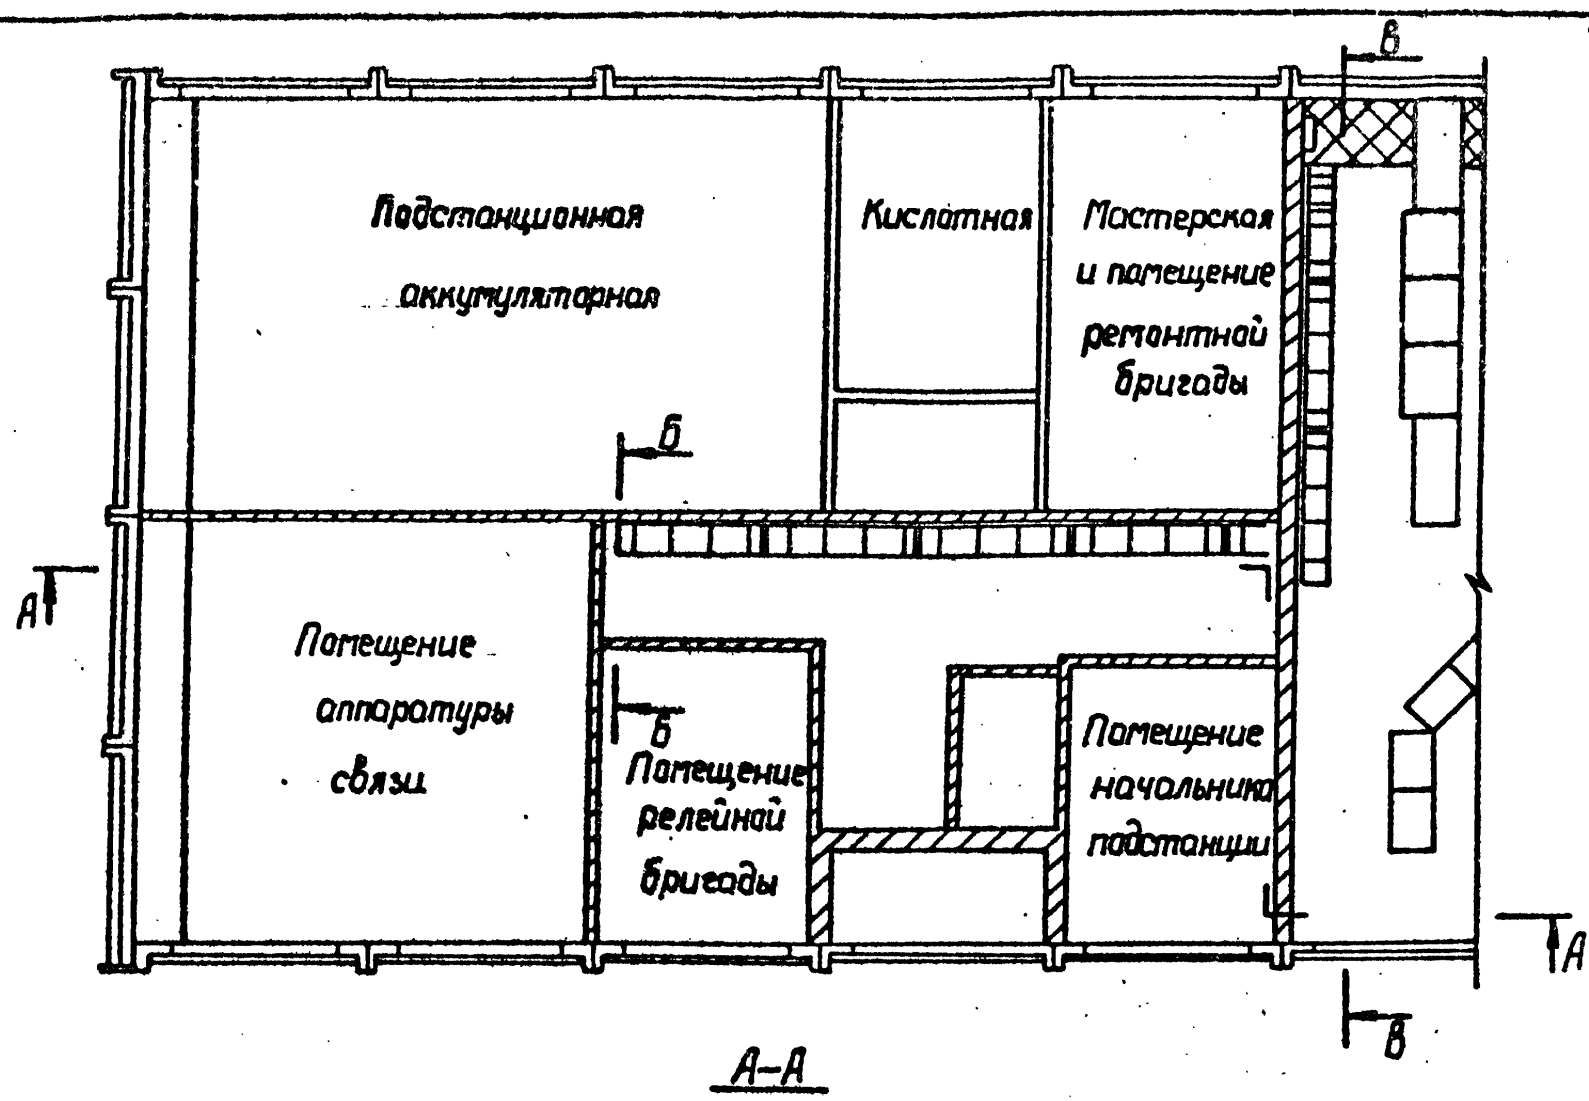 В
Подстанционная
аккумуляторная
Кислотная
Мастерская
и помещение
ремонтной
бригады
Б
А
Помещение
аппаратуры
связи
Б
Помещение
релейной
бригады
Помещение
начальника
подстанции
А
В
А-А